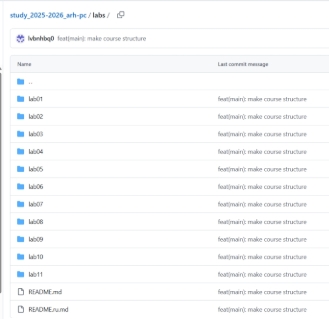 study_2025-2026_arh-pc / labs /
lvbnhbq0 feat(main): make course structure
Name Last commit message
..
lab01 feat(main): make course structure
lab02 feat(main): make course structure
lab03 feat(main): make course structure
lab04 feat(main): make course structure
lab05 feat(main): make course structure
lab06 feat(main): make course structure
lab07 feat(main): make course structure
lab08 feat(main): make course structure
lab09 feat(main): make course structure
lab10 feat(main): make course structure
lab11 feat(main): make course structure
README.md feat(main): make course structure
README.ru.md feat(main): make course structure